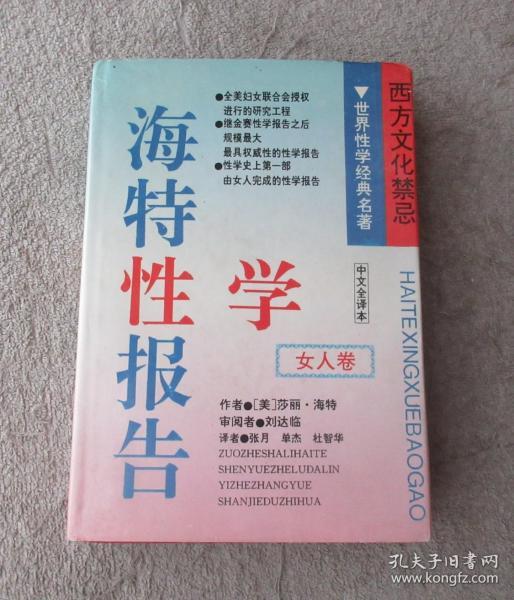 西方文化禁忌
▼世界性学经典名著
●全美妇女联合会授权
进行的研究工程
●继金赛性学报告之后
规模最大
最具权威性的性学报告
●性学史上第一部
由女人完成的性学报告
海特性学报告
中文全译本
女人卷
HAITEXINGXUEBAOGAO
作者●[美]莎丽·海特
审阅者●刘达临
译者●张月 单杰 杜智华
ZUOZHESHALIHAITE
SHENYUEZHELUDALIN
YIZHEZHANGYUE
SHANJIEDUZHIHUA
孔夫子旧书网
www.kongfz.com